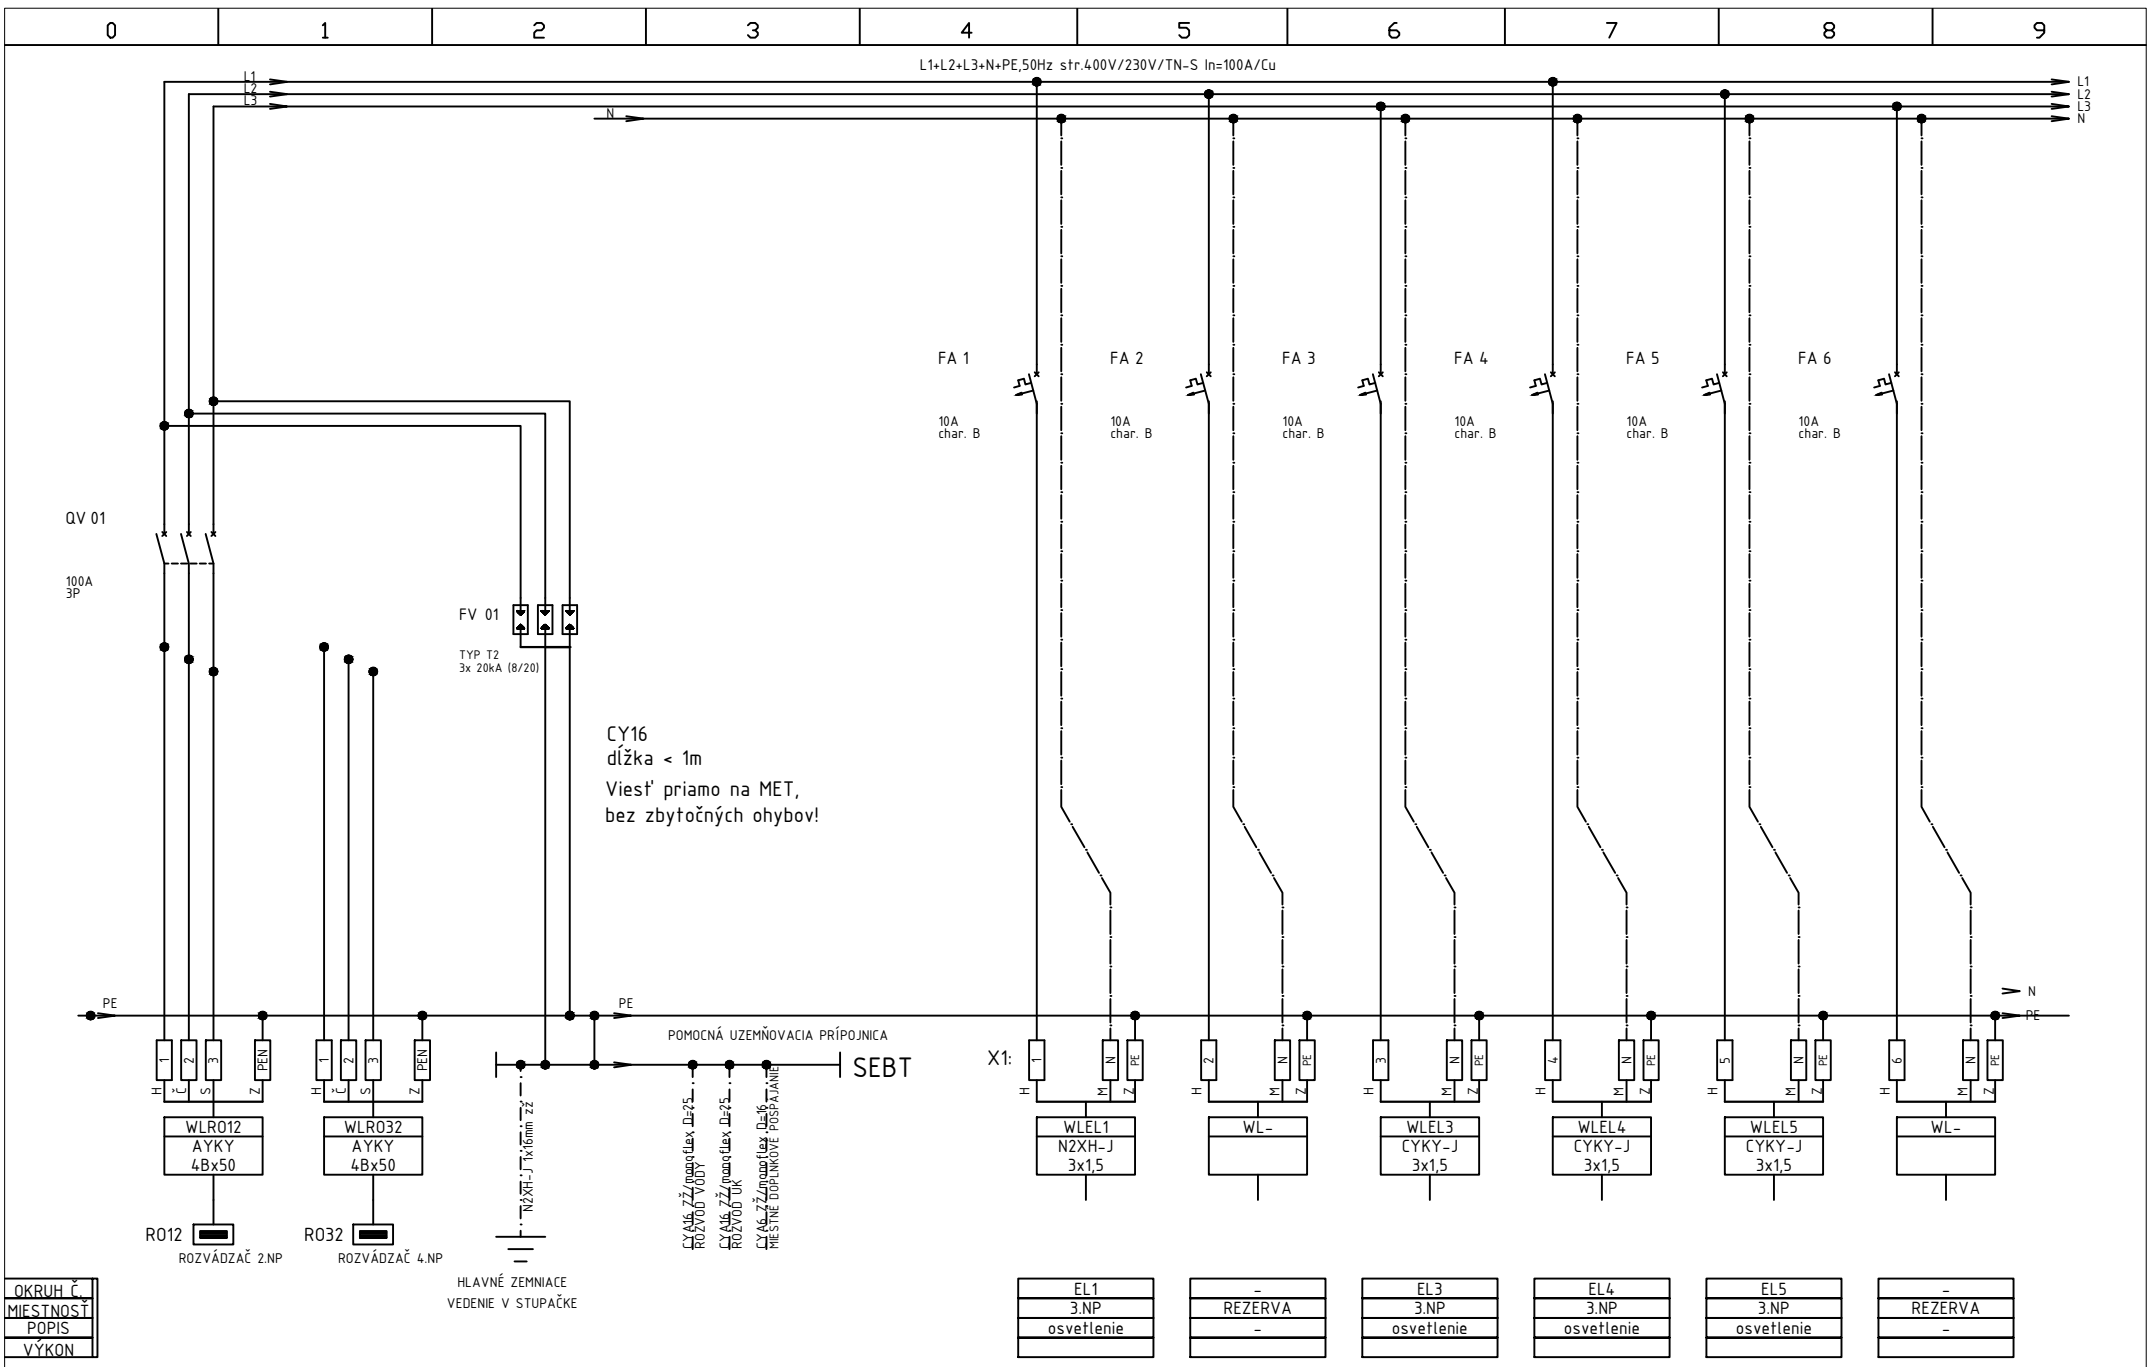 0 1 2 3 4 5 6 7 8 9
L1+L2+L3+N+PE,50Hz str.400V/230V/TN-S In=100A/Cu
L1
L2
L3
N
L1
L2
L3
N
FA 1
10A
char. B
FA 2
10A
char. B
FA 3
10A
char. B
FA 4
10A
char. B
FA 5
10A
char. B
FA 6
10A
char. B
QV 01
100A
3P
FV 01
TYP T2
3x 20kA (8/20)
CY16
dĺžka < 1m
Viesť priamo na MET,
bez zbytočných ohybov!
PE
PE
N
PE
POMOCNÁ UZEMŇOVACIA PRÍPOJNICA
SEBT
X1:
1 2 3 PEN
H Č S Z
WLRO12
AYKY
4Bx50
RO12
ROZVÁDZAČ 2.NP
1 2 3 PEN
H Č S Z
WLRO32
AYKY
4Bx50
RO32
ROZVÁDZAČ 4.NP
N2XH-J 1x16mm zž
HLAVNÉ ZEMNIACE
VEDENIE V STUPAČKE
CYA16 ZŽ/monoflex D=25
ROZVOD VODY
CYA16 ZŽ/monoflex D=25
ROZVOD ÚK
CYA6 ZŽ/monoflex D=16
MIESTNE DOPLNKOVÉ POSPÁJANIE
1 N PE
H M Z
WLEL1
N2XH-J
3x1,5
2 N PE
H M Z
WL-
3 N PE
H M Z
WLEL3
CYKY-J
3x1,5
4 N PE
H M Z
WLEL4
CYKY-J
3x1,5
5 N PE
H M Z
WLEL5
CYKY-J
3x1,5
6 N PE
H M Z
WL-
OKRUH Č.
MIESTNOSŤ
POPIS
VÝKON
EL1
3.NP
osvetlenie
-
REZERVA
-
EL3
3.NP
osvetlenie
EL4
3.NP
osvetlenie
EL5
3.NP
osvetlenie
-
REZERVA
-